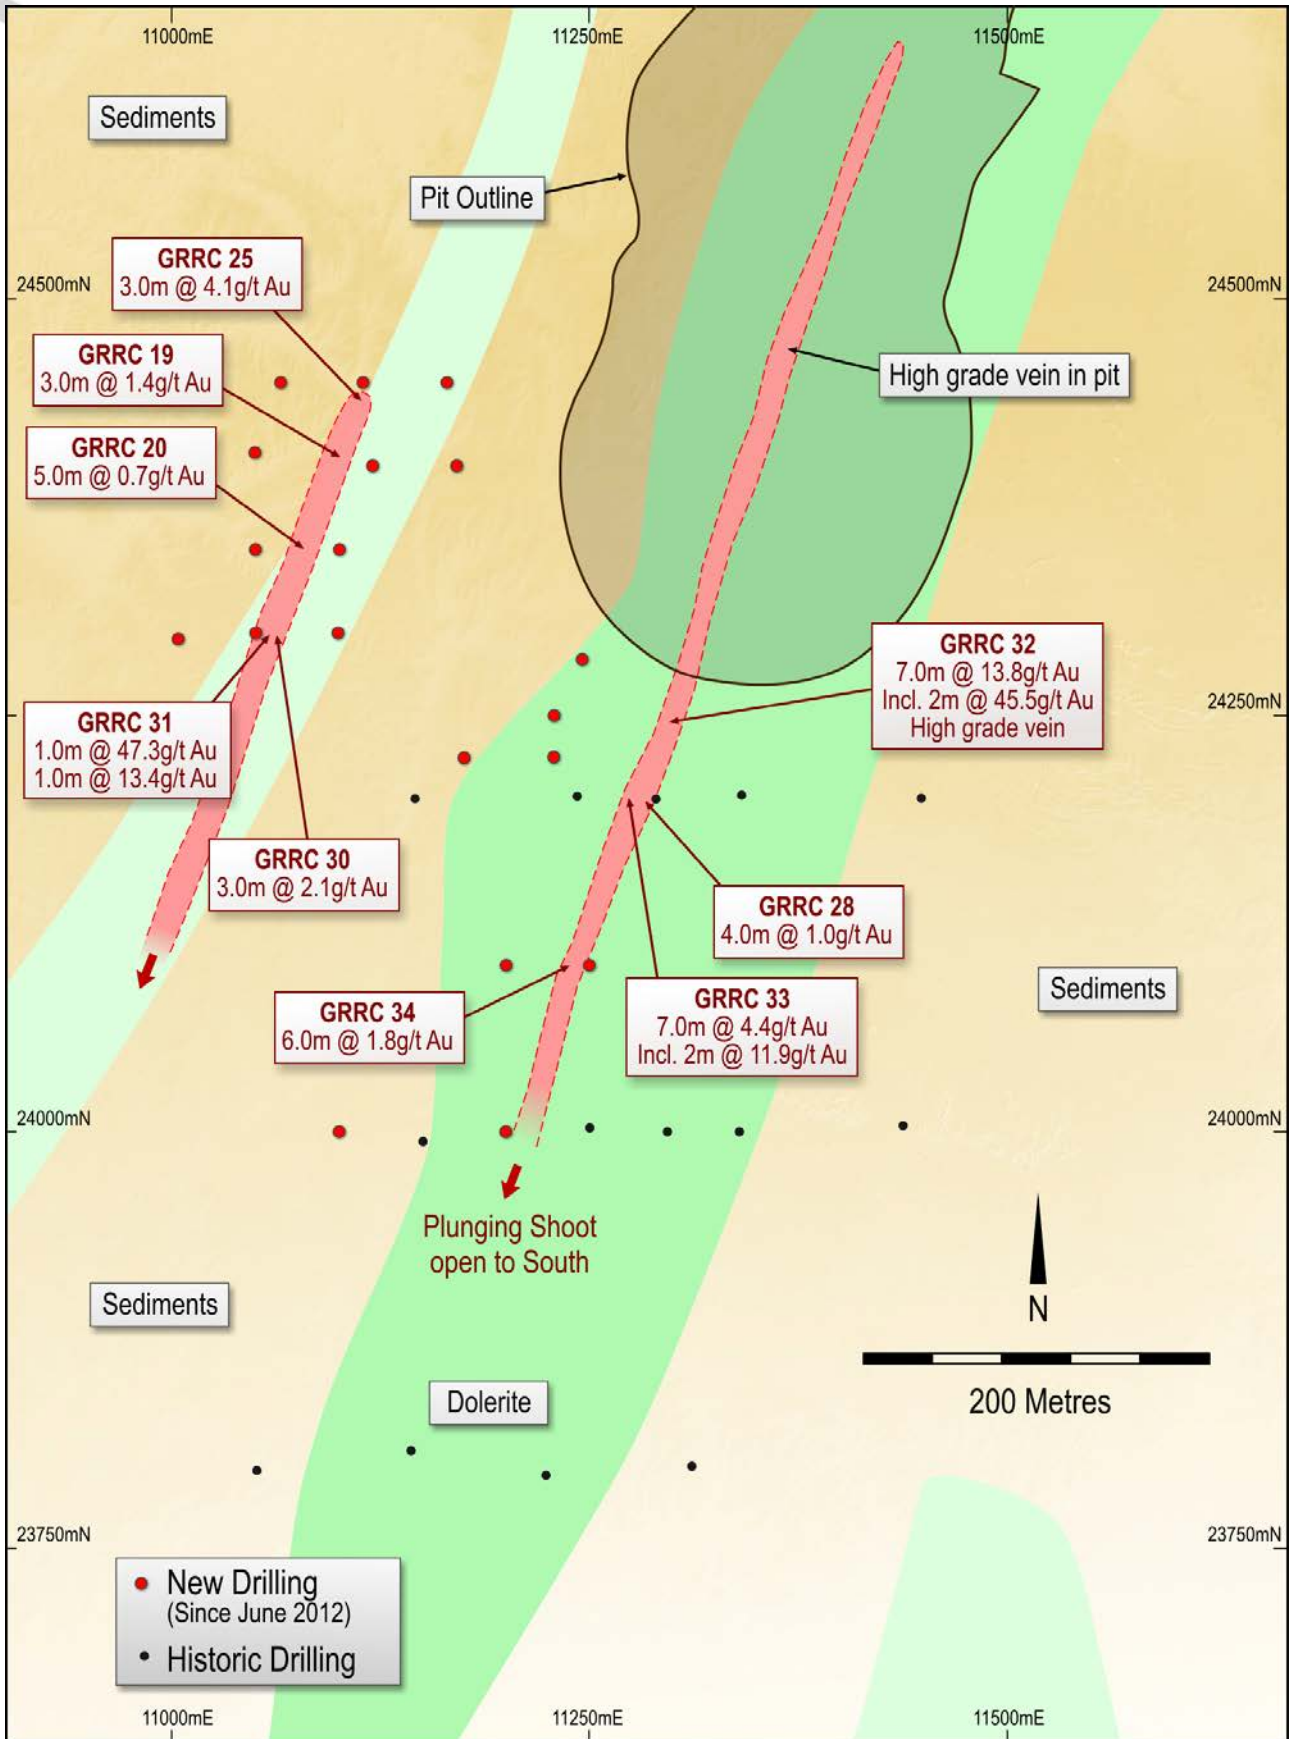 11000mE
11250mE
11500mE
Sediments
Pit Outline
GRRC 25
3.0m @ 4.1g/t Au
24500mN
24500mN
GRRC 19
3.0m @ 1.4g/t Au
High grade vein in pit
GRRC 20
5.0m @ 0.7g/t Au
GRRC 32
7.0m @ 13.8g/t Au
Incl. 2m @ 45.5g/t Au
High grade vein
24250mN
GRRC 31
1.0m @ 47.3g/t Au
1.0m @ 13.4g/t Au
GRRC 30
3.0m @ 2.1g/t Au
GRRC 28
4.0m @ 1.0g/t Au
Sediments
GRRC 33
7.0m @ 4.4g/t Au
Incl. 2m @ 11.9g/t Au
GRRC 34
6.0m @ 1.8g/t Au
24000mN
24000mN
Plunging Shoot
open to South
Sediments
N
Dolerite
200 Metres
23750mN
23750mN
New Drilling
(Since June 2012)
Historic Drilling
11000mE
11250mE
11500mE